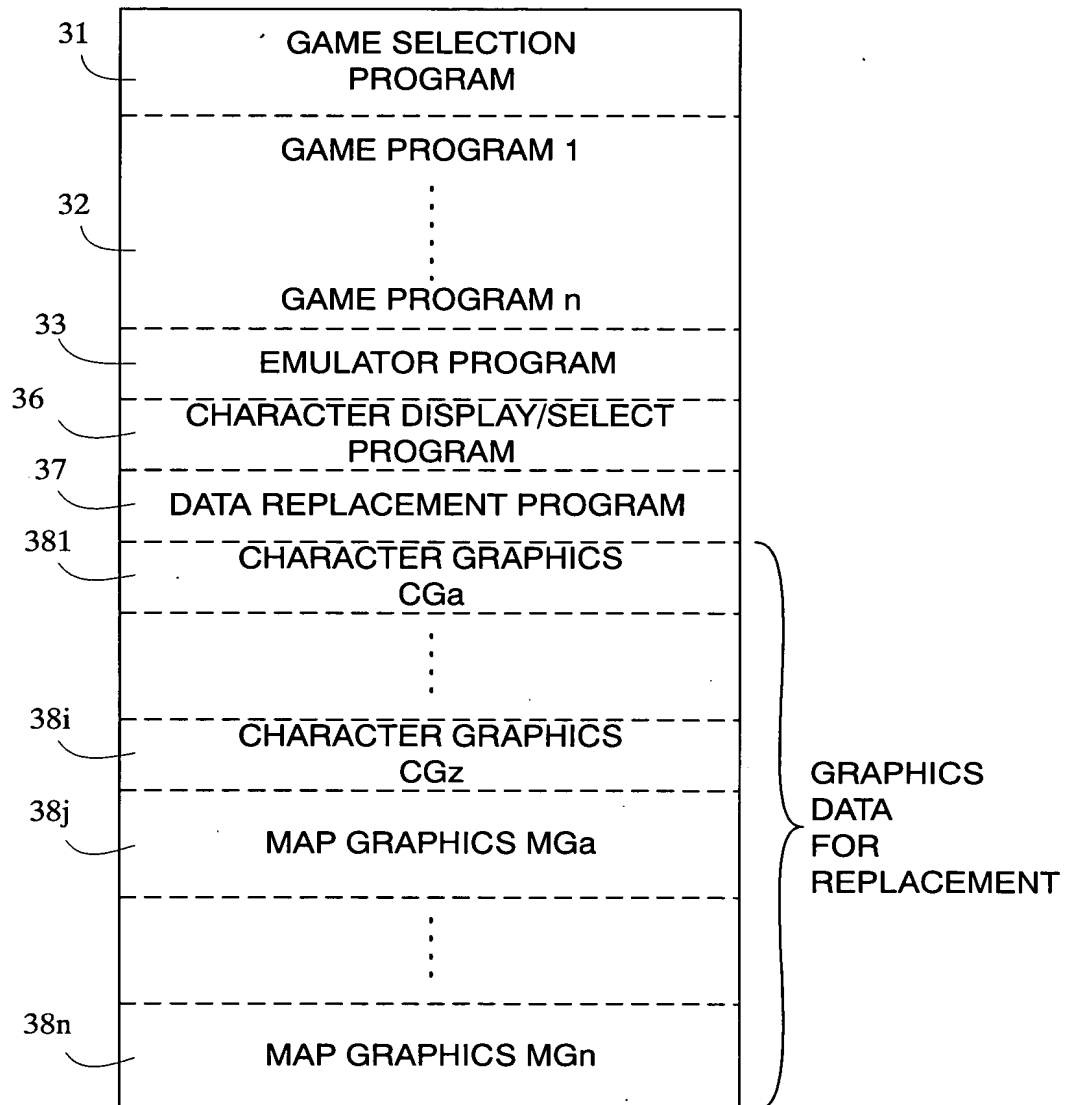 31
GAME SELECTION
PROGRAM
GAME PROGRAM 1
32
GAME PROGRAM n
33
EMULATOR PROGRAM
36
CHARACTER DISPLAY/SELECT
PROGRAM
37
DATA REPLACEMENT PROGRAM
381
CHARACTER GRAPHICS
CGa
38i
CHARACTER GRAPHICS
CGz
38j
MAP GRAPHICS MGa
38n
MAP GRAPHICS MGn
GRAPHICS
DATA
FOR
REPLACEMENT